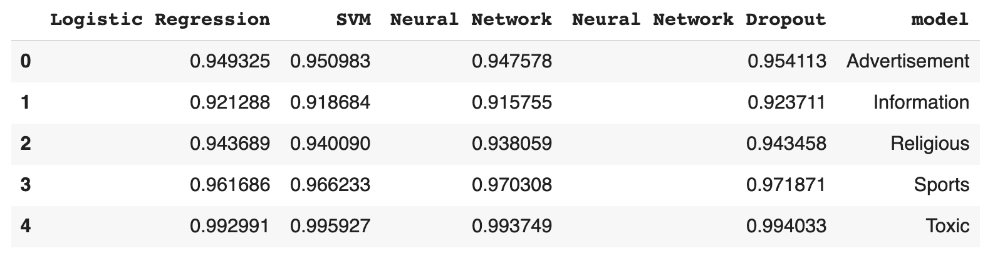 Logistic Regression SVM Neural Network Neural Network Dropout model
0 0.949325 0.950983 0.947578 0.954113 Advertisement
1 0.921288 0.918684 0.915755 0.923711 Information
2 0.943689 0.940090 0.938059 0.943458 Religious
3 0.961686 0.966233 0.970308 0.971871 Sports
4 0.992991 0.995927 0.993749 0.994033 Toxic